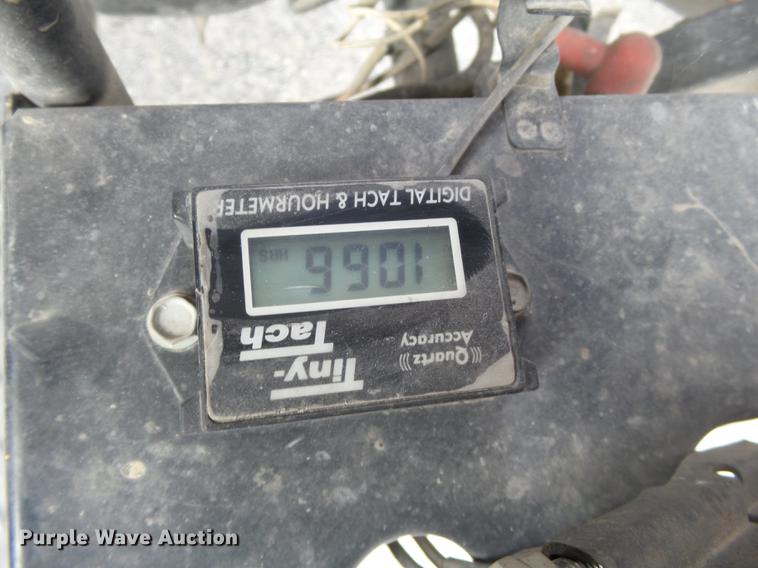 Quartz
Accuracy
Tiny-
Tach
1066 HRS
DIGITAL TACH & HOURMETER
Purple Wave Auction